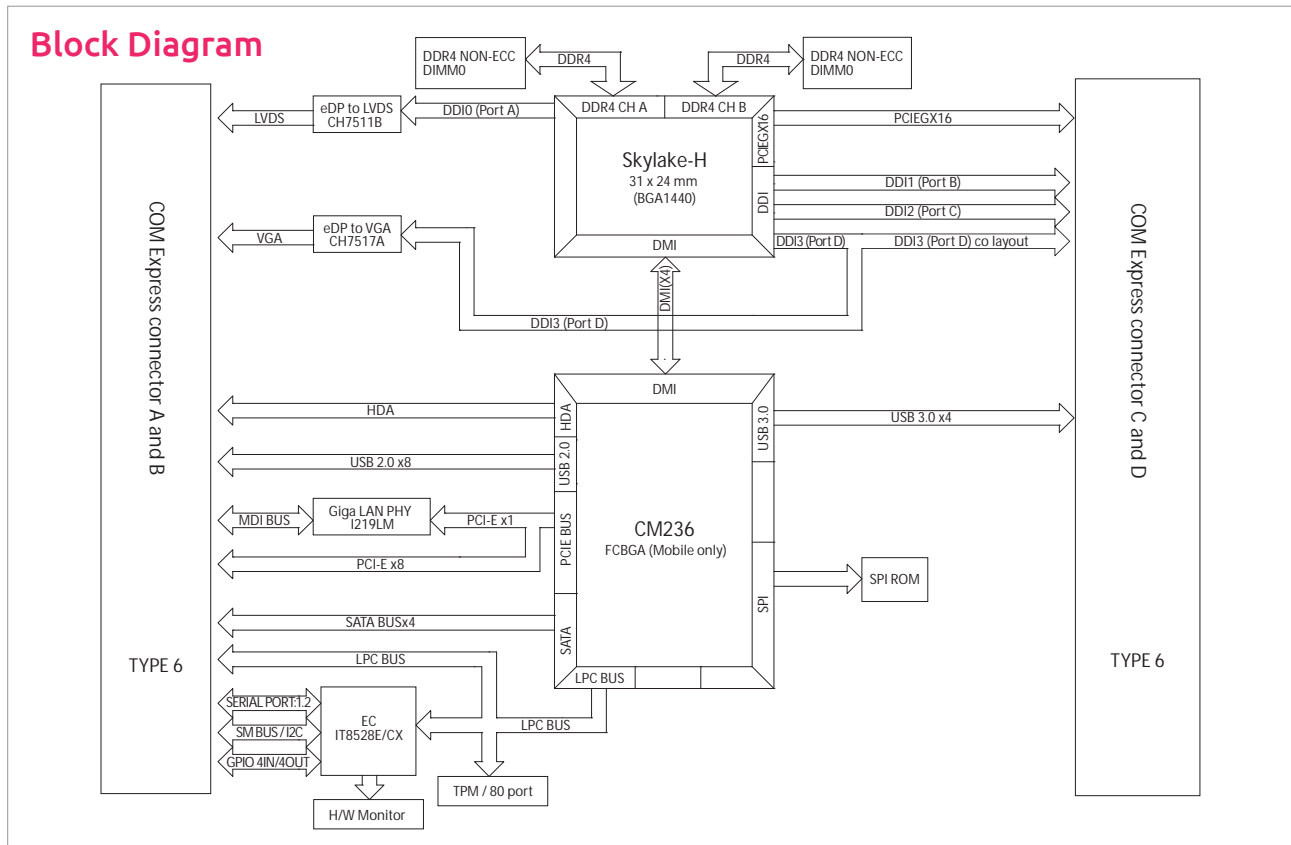 Block Diagram
DDR4 NON-ECC
DIMM0
DDR4
DDR4
DDR4 NON-ECC
DIMM0
COM Express connector A and B
TYPE 6
LVDS
eDP to LVDS
CH7511B
DDI0 (Port A)
DDR4 CH A
DDR4 CH B
Skylake-H
31 x 24 mm
(BGA1440)
PCIEGX16
DDI
DMI
PCIEGX16
DDI1 (Port B)
DDI2 (Port C)
DDI3 (Port D)
DDI3 (Port D) co layout
VGA
eDP to VGA
CH7517A
DDI3 (Port D)
DMI(X4)
COM Express connector C and D
TYPE 6
DMI
HDA
HDA
USB 2.0 x8
USB 2.0
USB 3.0
USB 3.0 x4
MDI BUS
Giga LAN PHY
I219LM
PCI-E x1
PCI-E x8
PCIE BUS
CM236
FCBGA (Mobile only)
SPI
SPI ROM
SATA BUSx4
SATA
LPC BUS
LPC BUS
SERIAL PORT:1.2
SM BUS / I2C
GPIO 4IN/4OUT
EC
IT8528E/CX
LPC BUS
TPM / 80 port
H/W Monitor